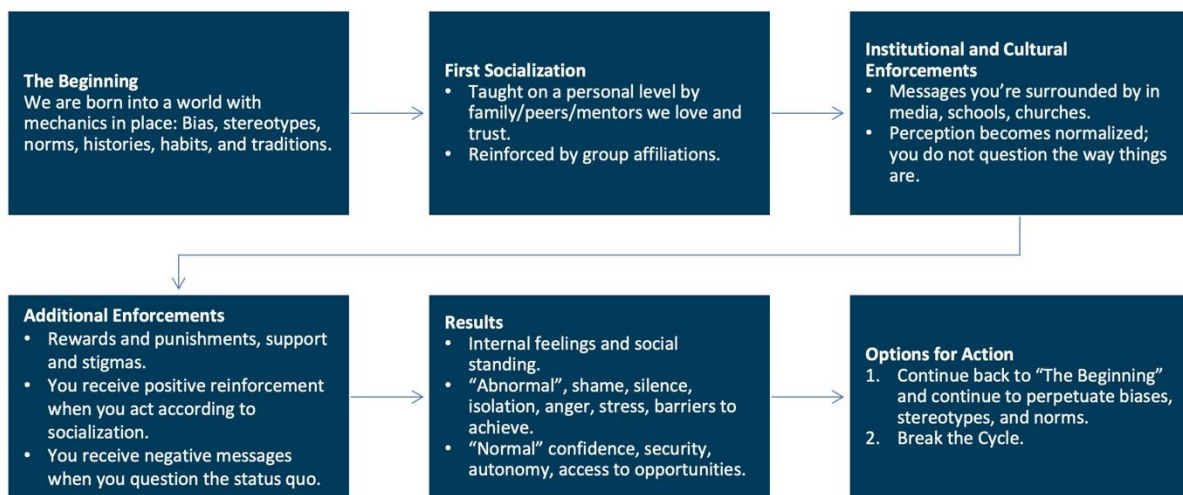 The Beginning
We are born into a world with
mechanics in place: Bias, stereotypes,
norms, histories, habits, and traditions.
First Socialization
• Taught on a personal level by
family/peers/mentors we love and
trust.
• Reinforced by group affiliations.
Institutional and Cultural
Enforcements
• Messages you’re surrounded by in
media, schools, churches.
• Perception becomes normalized;
you do not question the way things
are.
Additional Enforcements
• Rewards and punishments, support
and stigmas.
• You receive positive reinforcement
when you act according to
socialization.
• You receive negative messages
when you question the status quo.
Results
• Internal feelings and social
standing.
• “Abnormal”, shame, silence,
isolation, anger, stress, barriers to
achieve.
• “Normal” confidence, security,
autonomy, access to opportunities.
Options for Action
1. Continue back to “The Beginning”
and continue to perpetuate biases,
stereotypes, and norms.
2. Break the Cycle.